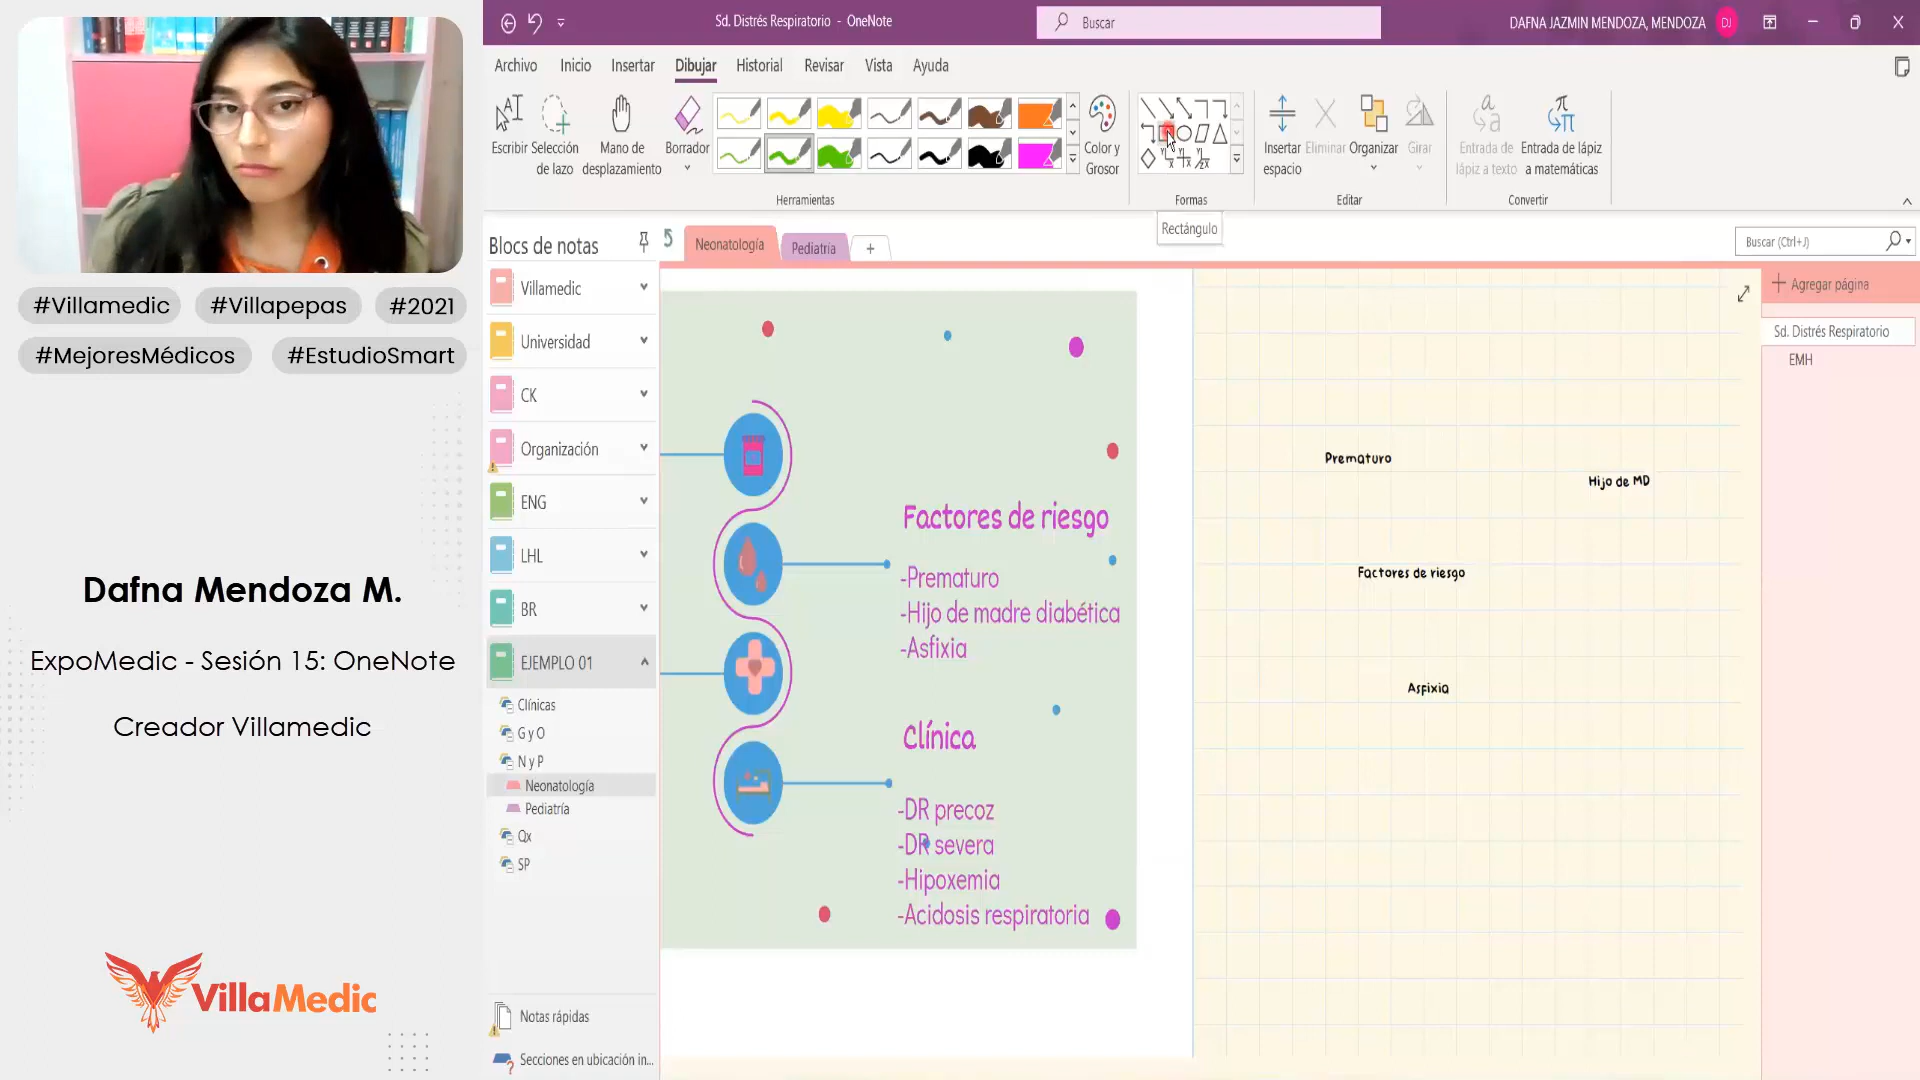 #Villamedic
#Villapepas
#2021
#MejoresMédicos
#EstudioSmart
Dafna Mendoza M.
ExpoMedic - Sesión 15: OneNote
Creador Villamedic
VillaMedic
Sd. Distrés Respiratorio - OneNote
Buscar
DAFNA JAZMIN MENDOZA, MENDOZA
DJ
Archivo
Inicio
Insertar
Dibujar
Historial
Revisar
Vista
Ayuda
Escribir
Selección
de lazo
Mano de
desplazamiento
Borrador
Color y
Grosor
Insertar
espacio
Eliminar
Organizar
Girar
Entrada de
lápiz a texto
Entrada de lápiz
a matemáticas
Herramientas
Formas
Editar
Convertir
Rectángulo
Blocs de notas
Neonatología
Pediatria
+
Buscar (Ctrl+J)
Villamedic
Universidad
CK
Organización
ENG
LHL
BR
EJEMPLO 01
Clínicas
G y O
N y P
Neonatología
Pediatría
Qx
SP
Notas rápidas
Secciones en ubicación in...
Factores de riesgo
-Prematuro
-Hijo de madre diabética
-Asfixia
Clínica
-DR precoz
-DR severa
-Hipoxemia
-Acidosis respiratoria
Prematuro
Hijo de MD
Factores de riesgo
Asfixia
Agregar página
Sd. Distrés Respiratorio
EMH